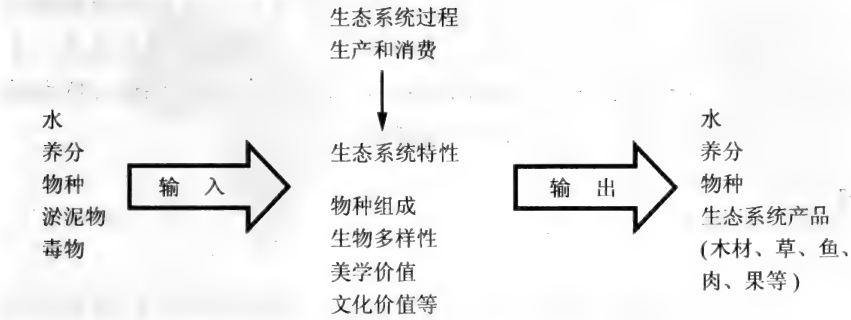 生态系统过程
生产和消费
水
养分
物种
淤泥物
毒物
输 入
生态系统特性
物种组成
生物多样性
美学价值
文化价值等
输 出
水
养分
物种
生态系统产品
(木材、草、鱼、
肉、果等)